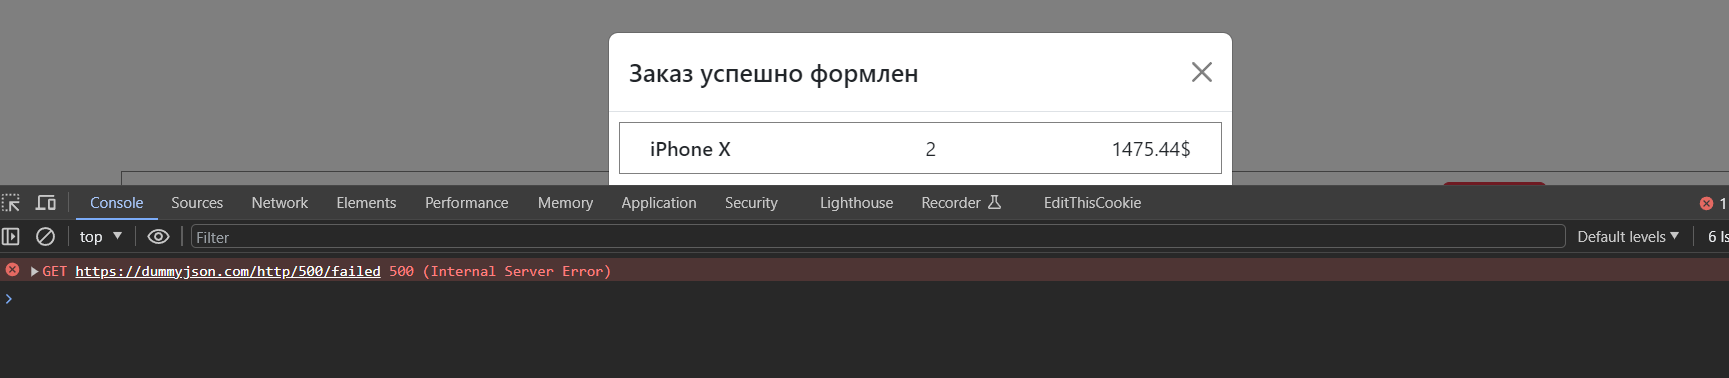 Заказ успешно формлен
iPhone X 2 1475.44$
Console Sources Network Elements Performance Memory Application Security Lighthouse Recorder EditThisCookie 1
top Filter Default levels 6 Is
GET https://dummyjson.com/http/500/failed 500 (Internal Server Error)